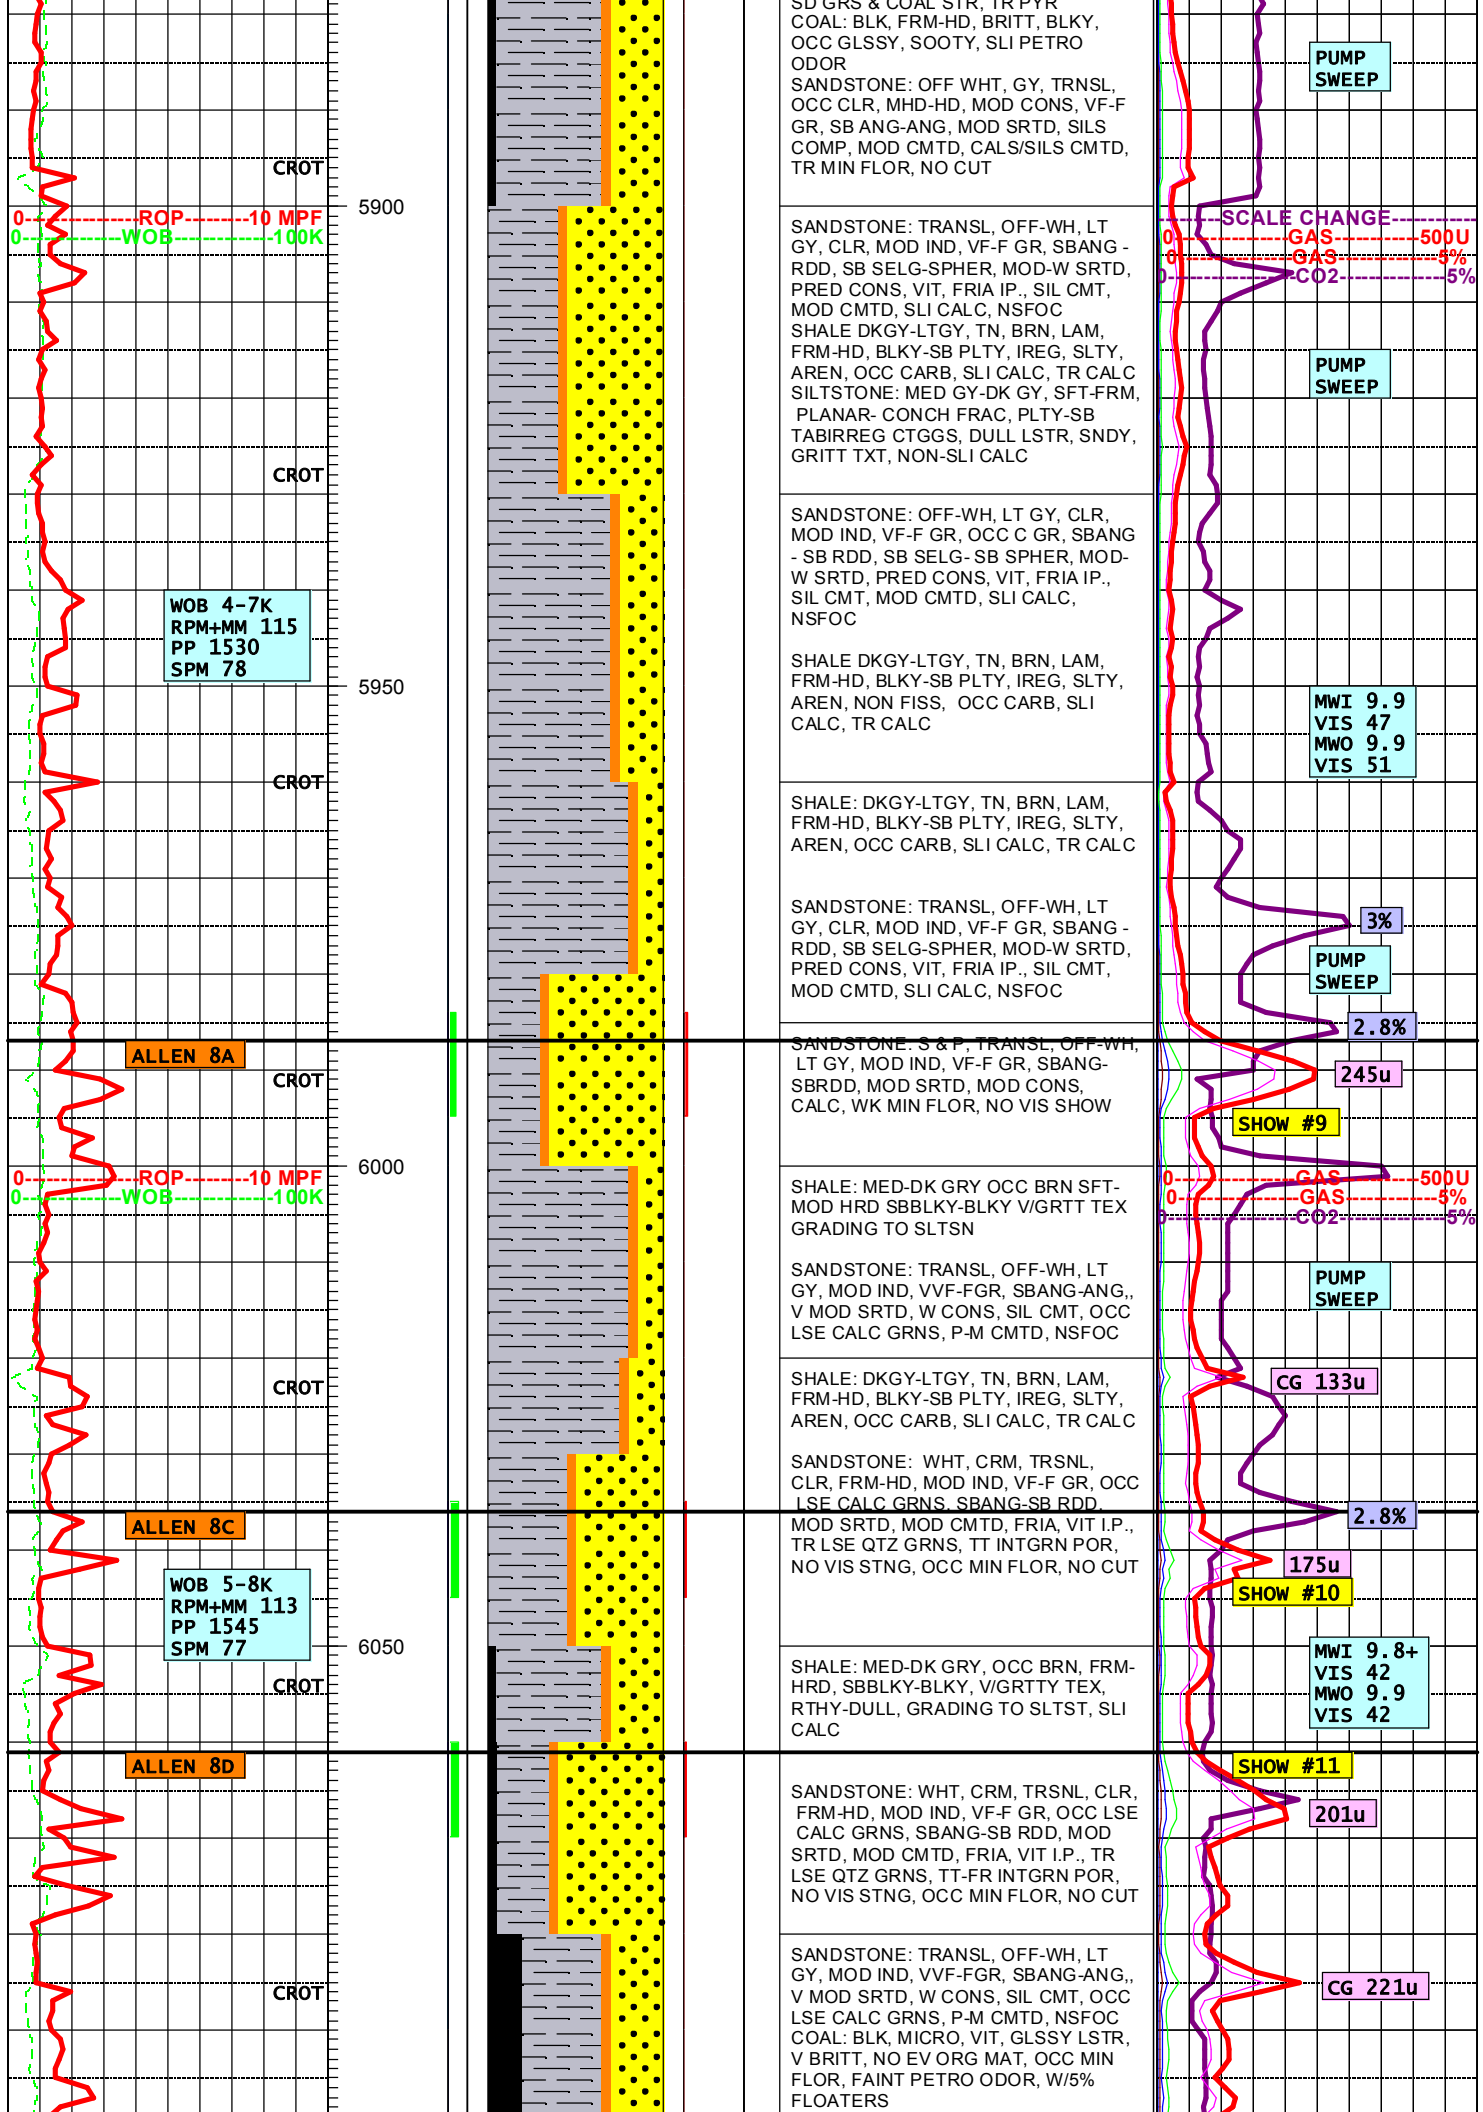 SD GRS & COAL STR, TR PYR
COAL: BLK, FRM-HD, BRITT, BLKY,
OCC GLSSY, SOOTY, SLI PETRO
ODOR
SANDSTONE: OFF WHT, GY, TRNSL,
OCC CLR, MHD-HD, MOD CONS, VF-F
GR, SB ANG-ANG, MOD SRTD, SILS
COMP, MOD CMTD, CALS/SILS CMTD,
TR MIN FLOR, NO CUT
PUMP
SWEEP
CROT
5900
0 ROP 10 MPF
0 WOB 100K
SCALE CHANGE
0 GAS 500U
0 GAS 5%
0 CO2 5%
SANDSTONE: TRANSL, OFF-WH, LT
GY, CLR, MOD IND, VF-F GR, SBANG -
RDD, SB SELG-SPHER, MOD-W SRTD,
PRED CONS, VIT, FRIA IP., SIL CMT,
MOD CMTD, SLI CALC, NSFOC
SHALE DKGY-LTGY, TN, BRN, LAM,
FRM-HD, BLKY-SB PLTY, IREG, SLTY,
AREN, OCC CARB, SLI CALC, TR CALC
SILTSTONE: MED GY-DK GY, SFT-FRM,
PLANAR- CONCH FRAC, PLTY-SB
TABIRREG CTGGS, DULL LSTR, SNDY,
GRITT TXT, NON-SLI CALC
PUMP
SWEEP
CROT
SANDSTONE: OFF-WH, LT GY, CLR,
MOD IND, VF-F GR, OCC C GR, SBANG
- SB RDD, SB SELG- SB SPHER, MOD-
W SRTD, PRED CONS, VIT, FRIA IP.,
SIL CMT, MOD CMTD, SLI CALC,
NSFOC
WOB 4-7K
RPM+MM 115
PP 1530
SPM 78
SHALE DKGY-LTGY, TN, BRN, LAM,
FRM-HD, BLKY-SB PLTY, IREG, SLTY,
AREN, NON FISS, OCC CARB, SLI
CALC, TR CALC
5950
MWI 9.9
VIS 47
MWO 9.9
VIS 51
CROT
SHALE: DKGY-LTGY, TN, BRN, LAM,
FRM-HD, BLKY-SB PLTY, IREG, SLTY,
AREN, OCC CARB, SLI CALC, TR CALC
SANDSTONE: TRANSL, OFF-WH, LT
GY, CLR, MOD IND, VF-F GR, SBANG -
RDD, SB SELG-SPHER, MOD-W SRTD,
PRED CONS, VIT, FRIA IP., SIL CMT,
MOD CMTD, SLI CALC, NSFOC
3%
PUMP
SWEEP
2.8%
ALLEN 8A
SANDSTONE: S & P, TRANSL, OFF-WH,
LT GY, MOD IND, VF-F GR, SBANG-
SBRDD, MOD SRTD, MOD CONS,
CALC, WK MIN FLOR, NO VIS SHOW
CROT
245u
SHOW #9
6000
0 ROP 10 MPF
0 WOB 100K
0 GAS 500U
0 GAS 5%
0 CO2 5%
SHALE: MED-DK GRY OCC BRN SFT-
MOD HRD SBBLKY-BLKY V/GRTT TEX
GRADING TO SLTSN
SANDSTONE: TRANSL, OFF-WH, LT
GY, MOD IND, VVF-FGR, SBANG-ANG,,
V MOD SRTD, W CONS, SIL CMT, OCC
LSE CALC GRNS, P-M CMTD, NSFOC
PUMP
SWEEP
CROT
SHALE: DKGY-LTGY, TN, BRN, LAM,
FRM-HD, BLKY-SB PLTY, IREG, SLTY,
AREN, OCC CARB, SLI CALC, TR CALC
CG 133u
SANDSTONE: WHT, CRM, TRSNL,
CLR, FRM-HD, MOD IND, VF-F GR, OCC
LSE CALC GRNS, SBANG-SB RDD,
MOD SRTD, MOD CMTD, FRIA, VIT I.P.,
TR LSE QTZ GRNS, TT INTGRN POR,
NO VIS STNG, OCC MIN FLOR, NO CUT
ALLEN 8C
2.8%
175u
SHOW #10
WOB 5-8K
RPM+MM 113
PP 1545
SPM 77
6050
CROT
SHALE: MED-DK GRY, OCC BRN, FRM-
HRD, SBBLKY-BLKY, V/GRTTY TEX,
RTHY-DULL, GRADING TO SLTST, SLI
CALC
MWI 9.8+
VIS 42
MWO 9.9
VIS 42
ALLEN 8D
SHOW #11
201u
SANDSTONE: WHT, CRM, TRSNL, CLR,
FRM-HD, MOD IND, VF-F GR, OCC LSE
CALC GRNS, SBANG-SB RDD, MOD
SRTD, MOD CMTD, FRIA, VIT I.P., TR
LSE QTZ GRNS, TT-FR INTGRN POR,
NO VIS STNG, OCC MIN FLOR, NO CUT
CROT
CG 221u
SANDSTONE: TRANSL, OFF-WH, LT
GY, MOD IND, VVF-FGR, SBANG-ANG,,
V MOD SRTD, W CONS, SIL CMT, OCC
LSE CALC GRNS, P-M CMTD, NSFOC
COAL: BLK, MICRO, VIT, GLSSY LSTR,
V BRITT, NO EV ORG MAT, OCC MIN
FLOR, FAINT PETRO ODOR, W/5%
FLOATERS